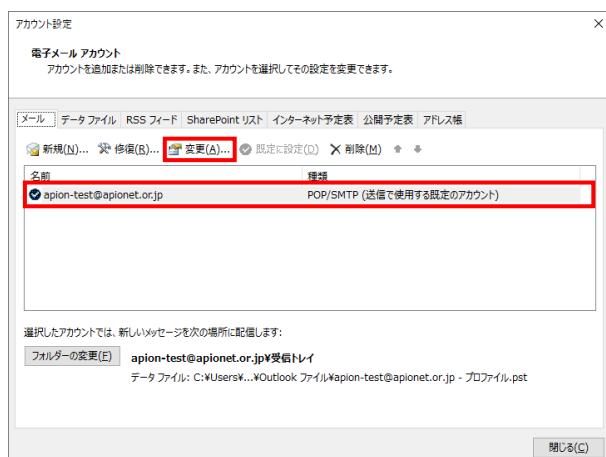 アカウント設定
電子メール アカウント
アカウントを追加または削除できます。また、アカウントを選択してその設定を変更できます。
メール データ ファイル RSS フィード SharePoint リスト インターネット予定表 公開予定表 アドレス帳
新規(N)... 修復(R)... 変更(A)... 既定に設定(D) 削除(M)
名前 種類
apion-test@apionet.or.jp POP/SMTP (送信で使用する既定のアカウント)
選択したアカウントでは、新しいメッセージを次の場所に配信します:
フォルダーの変更(F) apion-test@apionet.or.jp¥受信トレイ
データ ファイル: C:¥Users¥...¥Outlook ファイル¥apion-test@apionet.or.jp - プロファイル.pst
閉じる(C)